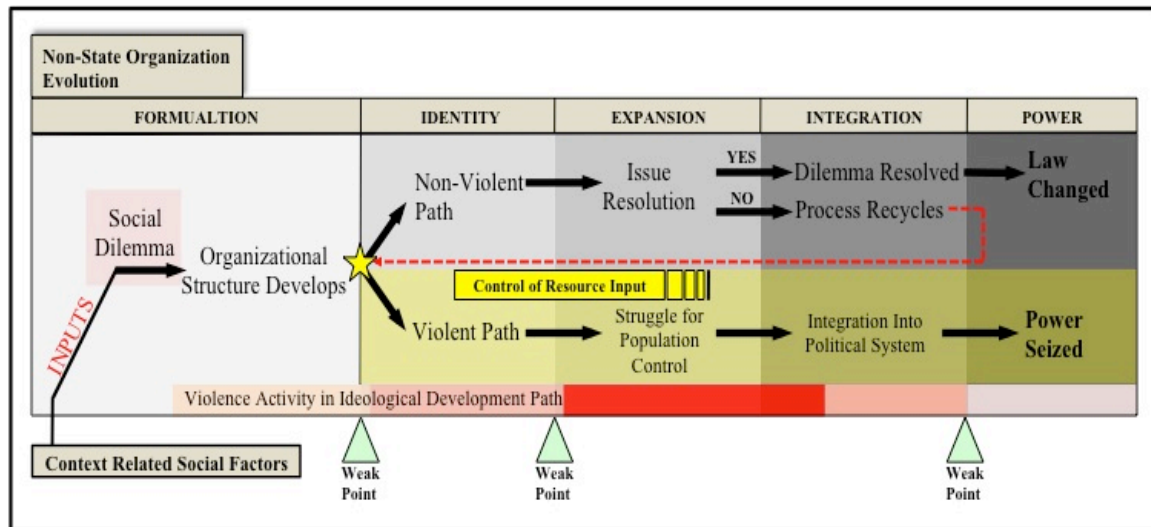 Non-State Organization
Evolution
FORMUALTION
IDENTITY
EXPANSION
INTEGRATION
POWER
Social
Dilemma
Organizational
Structure Develops
INPUTS
Context Related Social Factors
Non-Violent
Path
Issue
Resolution
YES
NO
Dilemma Resolved
Process Recycles
Law
Changed
Control of Resource Input
Violent Path
Struggle for
Population
Control
Integration Into
Political System
Power
Seized
Violence Activity in Ideological Development Path
Weak
Point
Weak
Point
Weak
Point